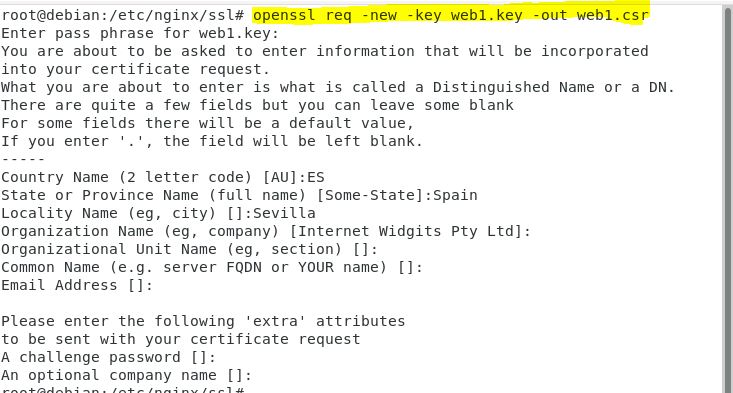 root@debian:/etc/nginx/ssl# openssl req -new -key web1.key -out web1.csr
Enter pass phrase for web1.key:
You are about to be asked to enter information that will be incorporated
into your certificate request.
What you are about to enter is what is called a Distinguished Name or a DN.
There are quite a few fields but you can leave some blank
For some fields there will be a default value,
If you enter '.', the field will be left blank.
-----
Country Name (2 letter code) [AU]:ES
State or Province Name (full name) [Some-State]:Spain
Locality Name (eg, city) []:Sevilla
Organization Name (eg, company) [Internet Widgits Pty Ltd]:
Organizational Unit Name (eg, section) []:
Common Name (e.g. server FQDN or YOUR name) []:
Email Address []:
Please enter the following 'extra' attributes
to be sent with your certificate request
A challenge password []:
An optional company name []:
root@debian:/etc/nginx/ssl#